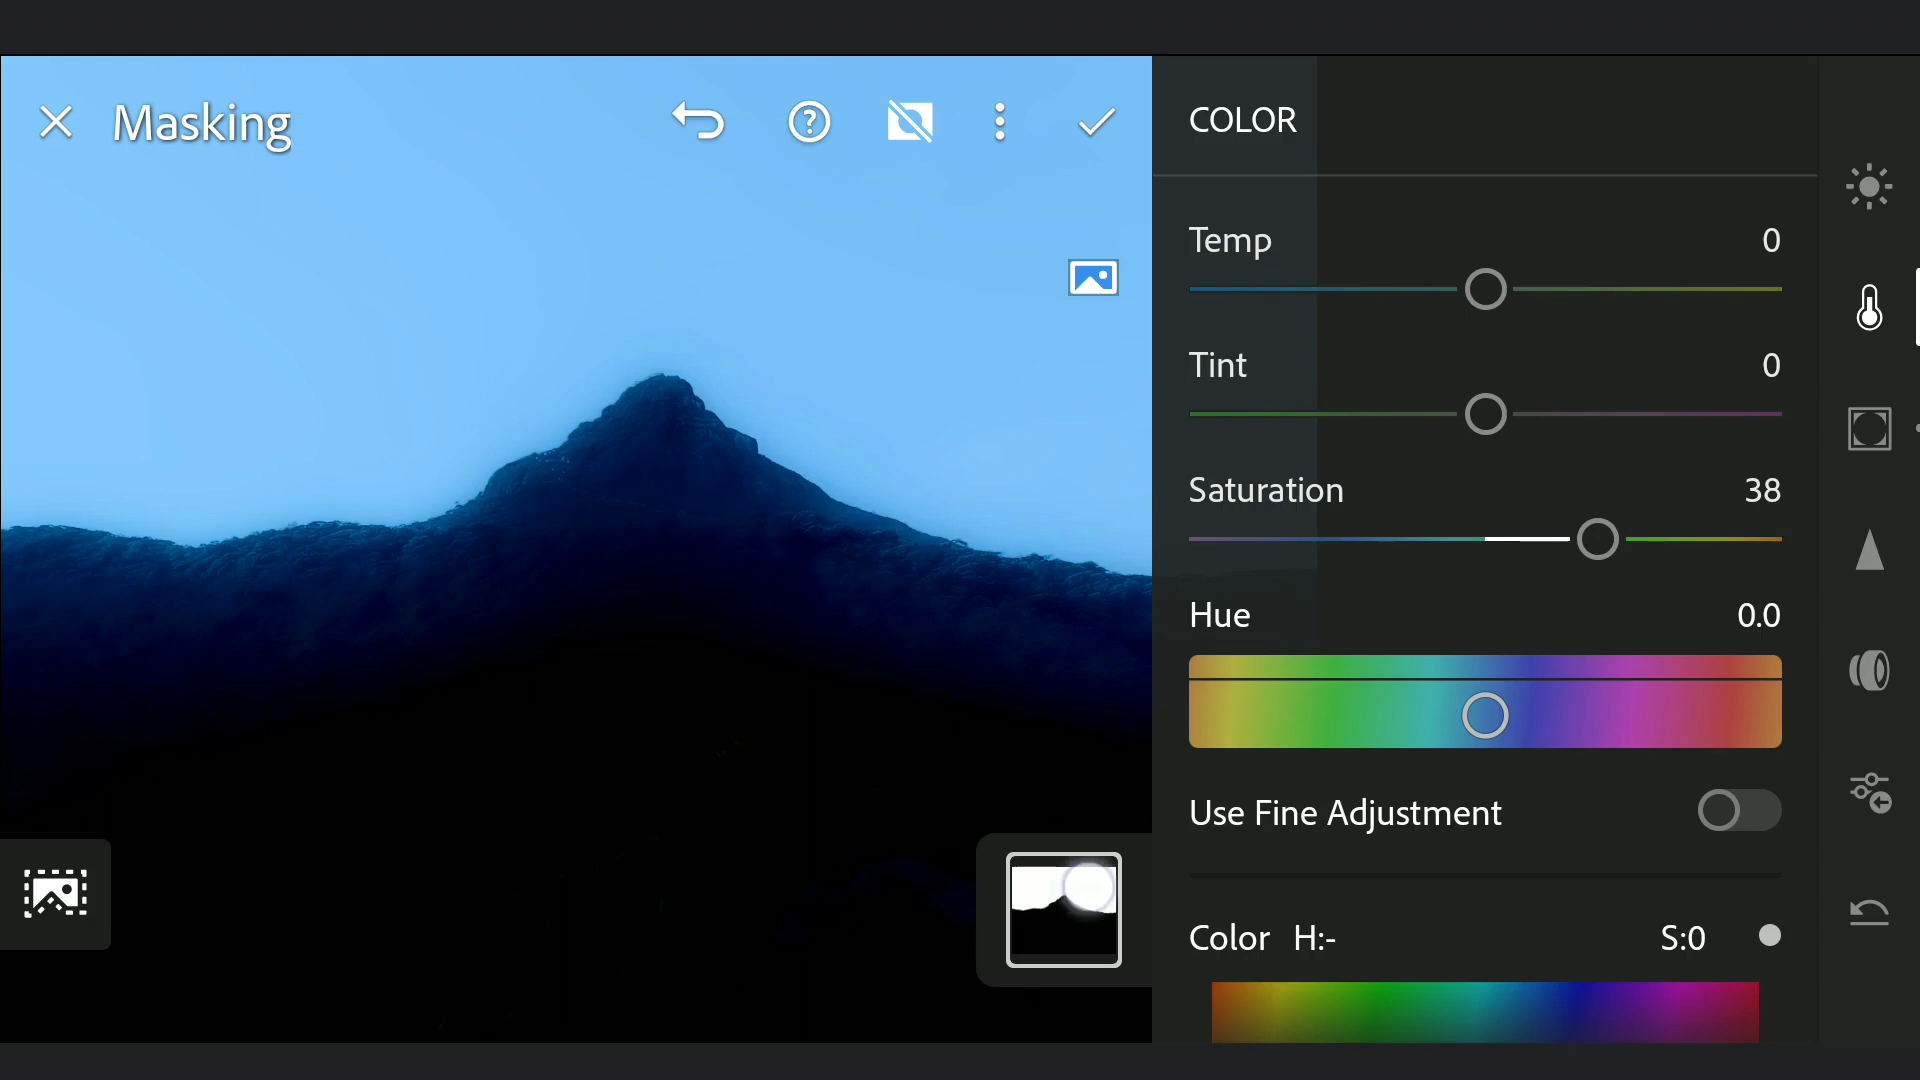 Masking
COLOR
Temp 0
Tint 0
Saturation 38
Hue 0.0
Use Fine Adjustment
Color H:- S:0